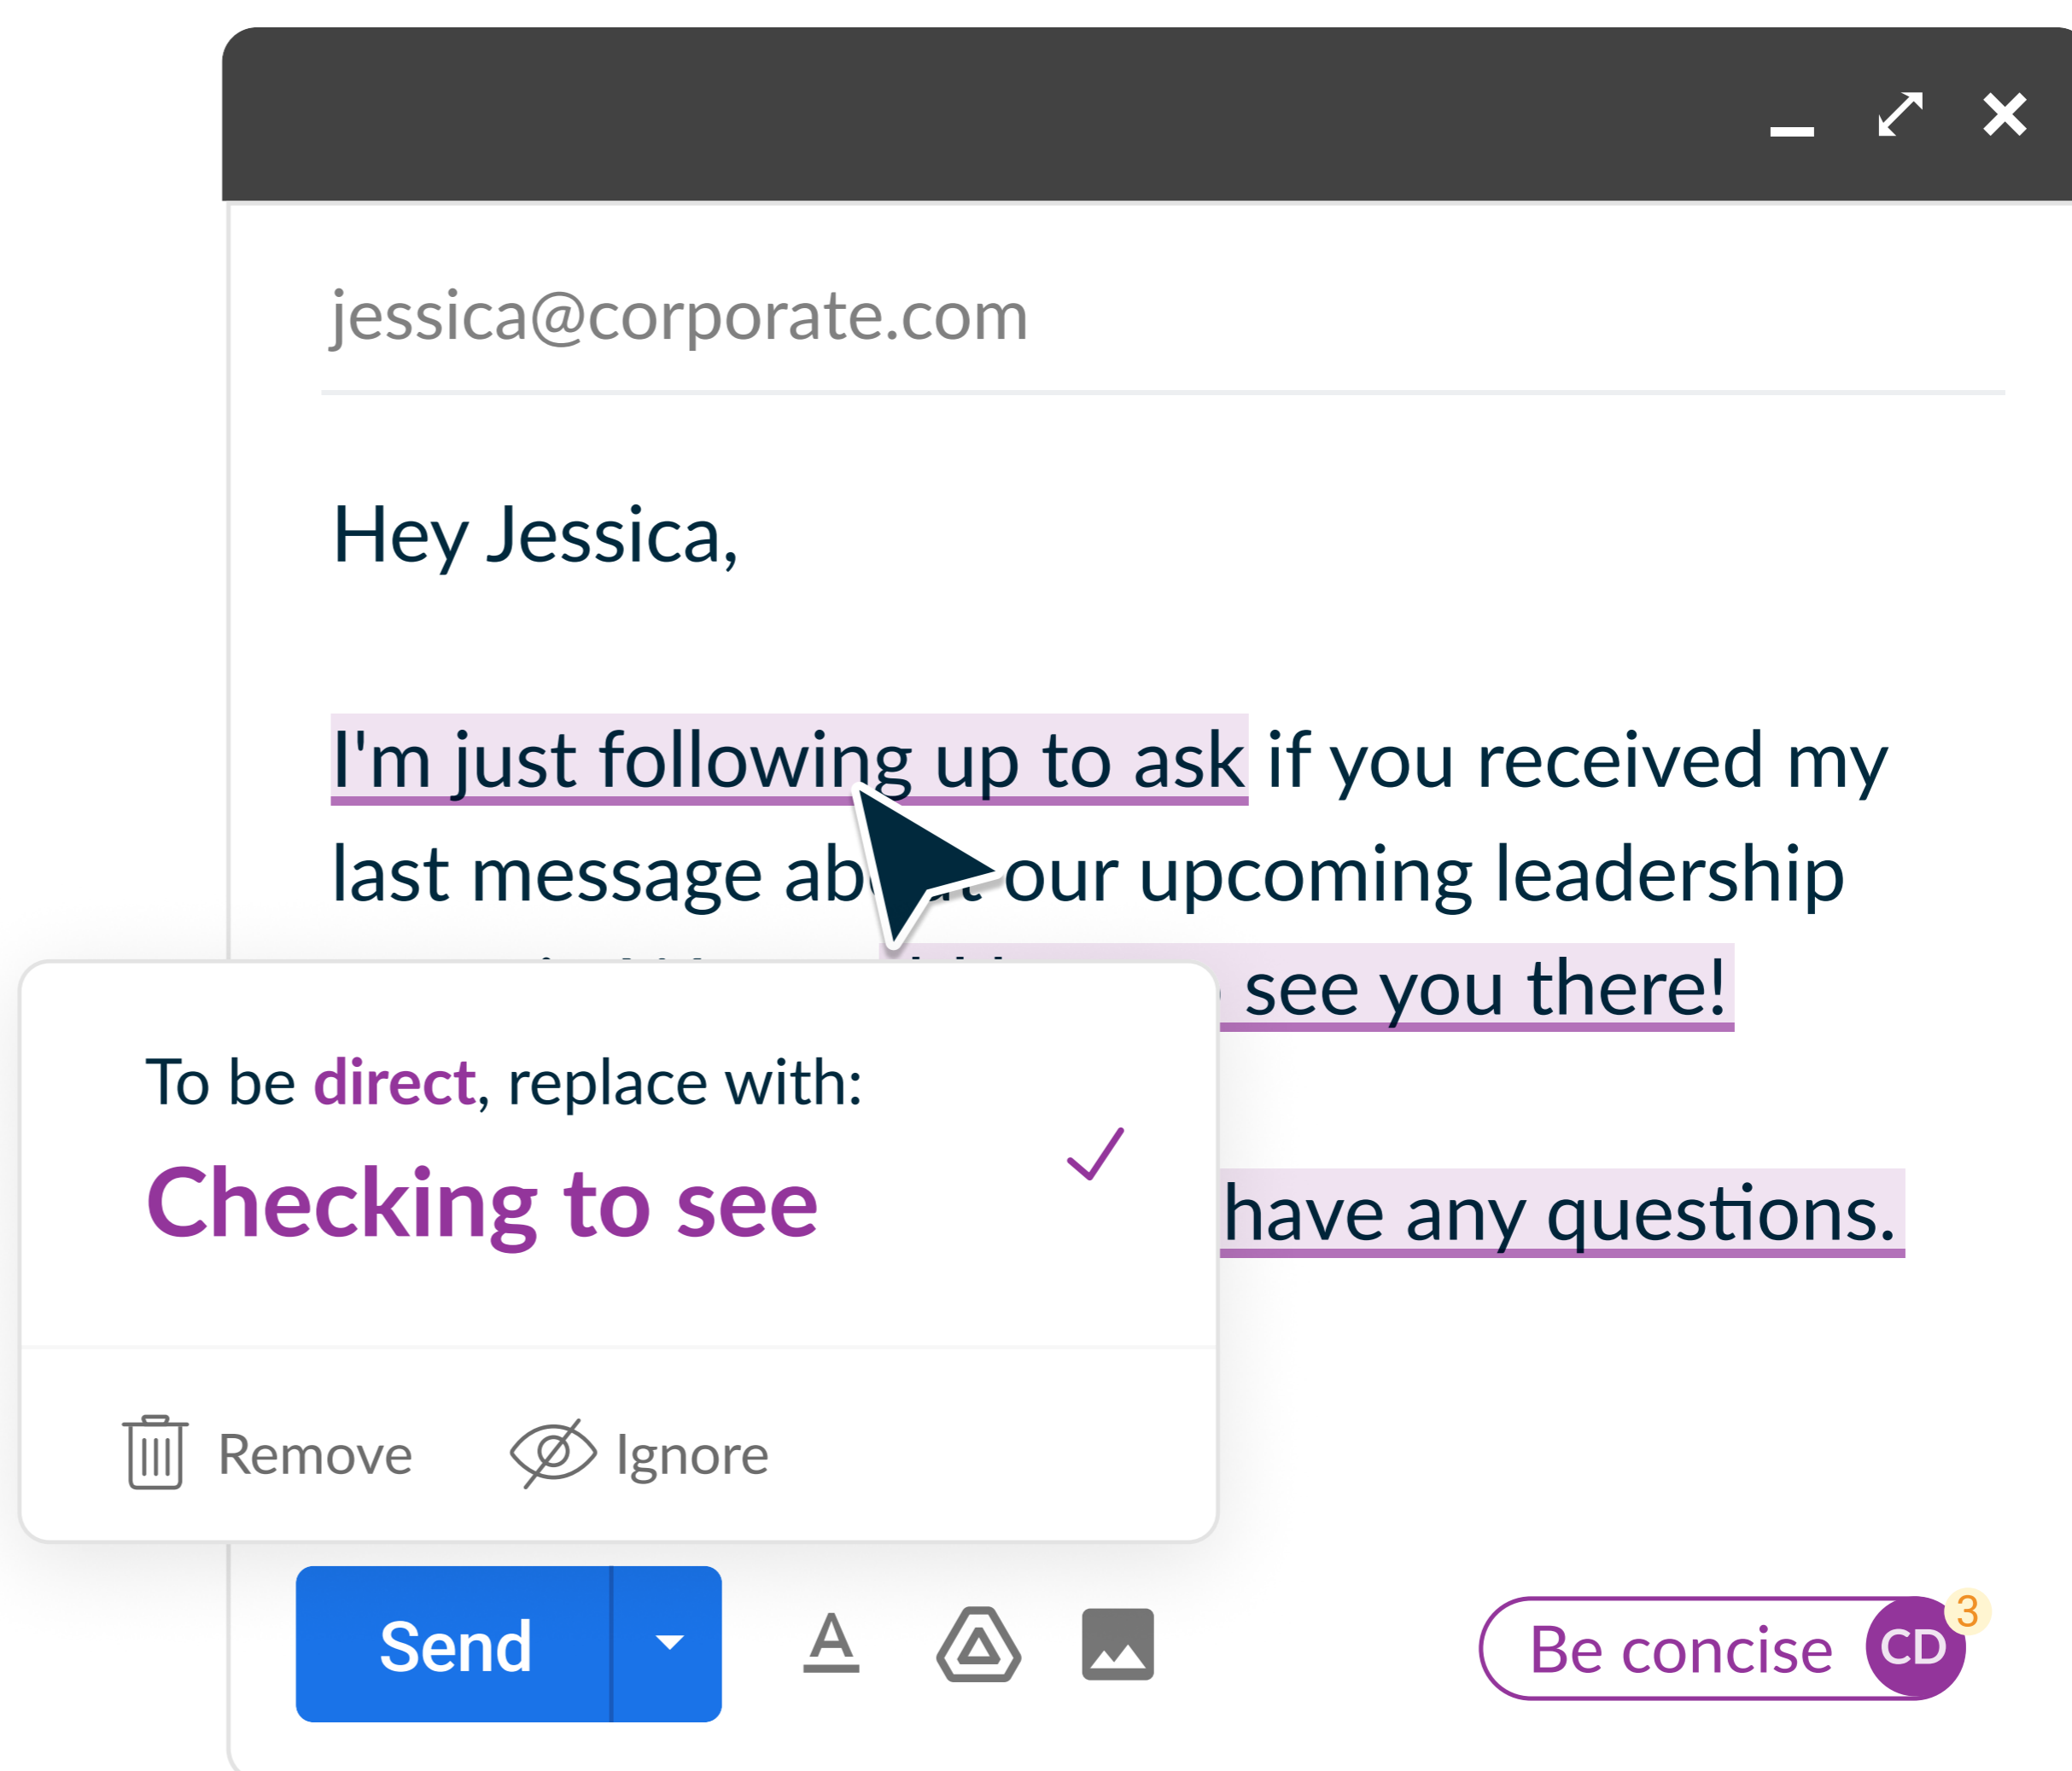 jessica@corporate.com
Hey Jessica,
I'm just following up to ask if you received my
last message about our upcoming leadership
see you there!
To be direct, replace with:
Checking to see
have any questions.
Remove
Ignore
Send
A
Be concise
CD
3